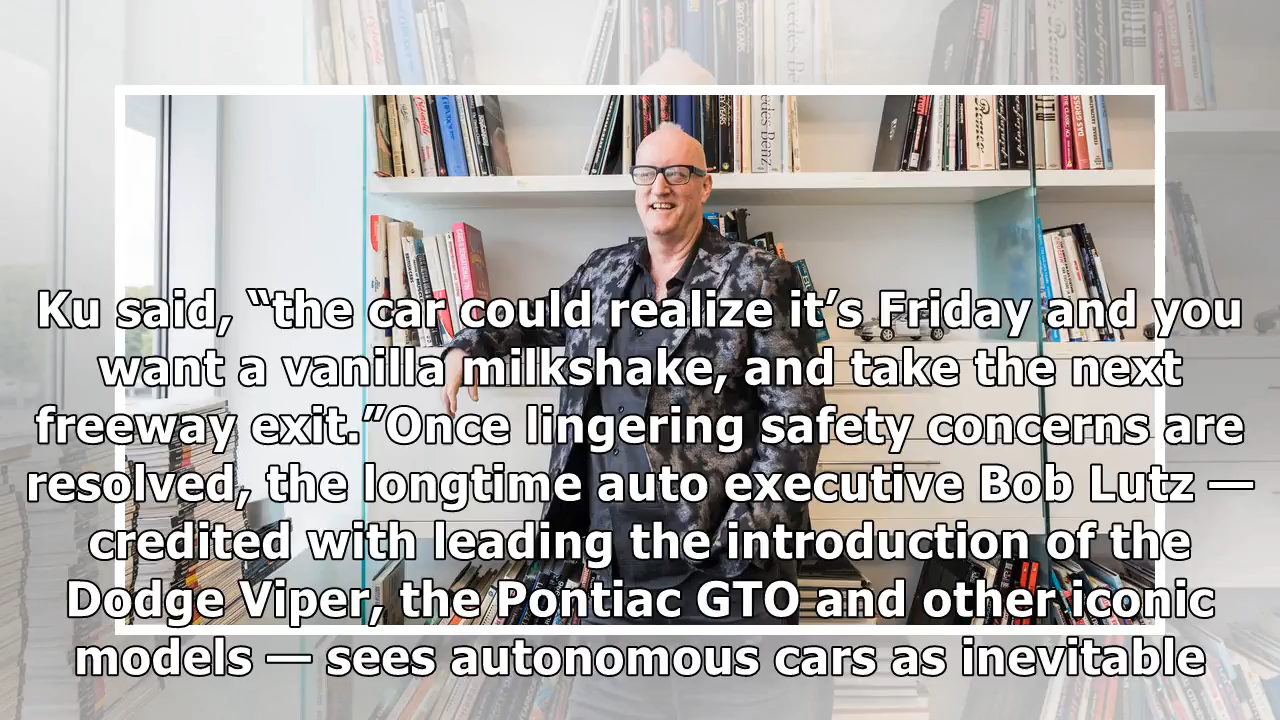 Mercedes Benz
Ku said, “the car could realize it’s Friday and you
want a vanilla milkshake, and take the next
freeway exit.”Once lingering safety concerns are
resolved, the longtime auto executive Bob Lutz —
credited with leading the introduction of the
Dodge Viper, the Pontiac GTO and other iconic
models — sees autonomous cars as inevitable